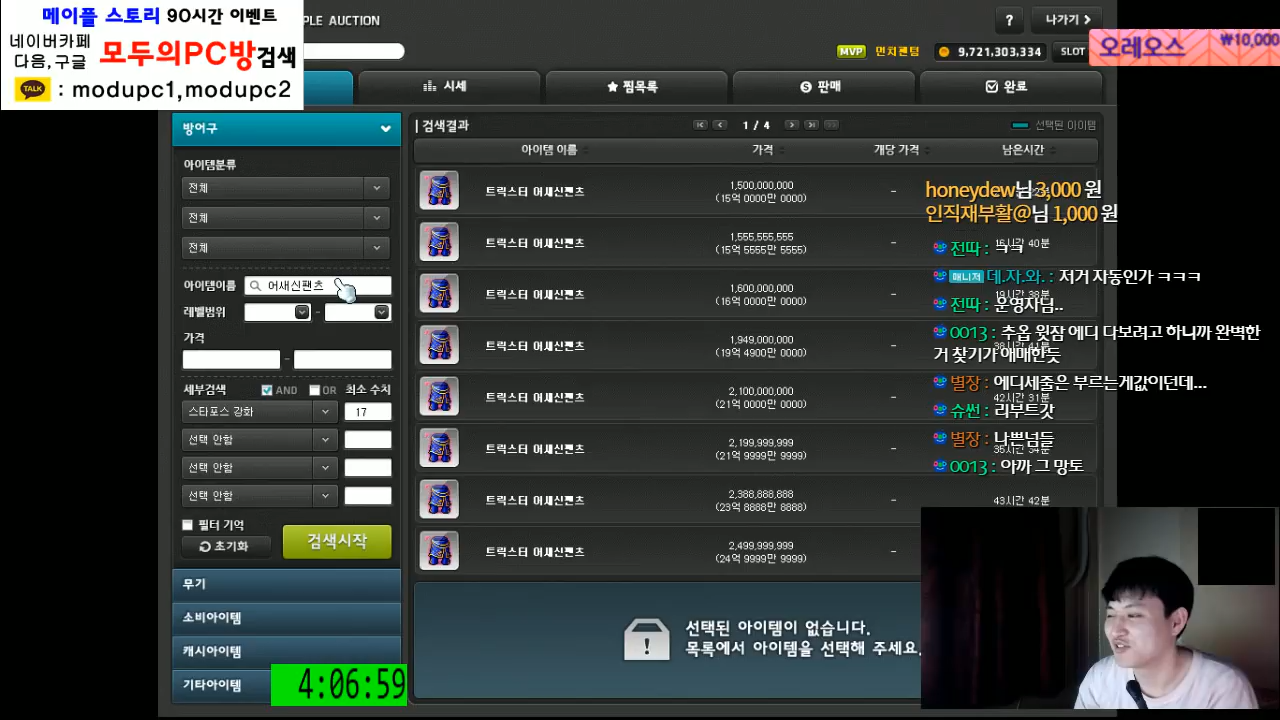 메이플 스토리 90시간 이벤트
네이버카페
다음,구글
모두의PC방검색
TALK : modupc1,modupc2
PLE AUCTION
?
나가기 >
MVP 먼치펜텀
9,721,303,334
SLOT
오레오스
₩10,000
시세
찜목록
판매
완료
방어구
아이템분류
전체
전체
전체
아이템이름
어새신팬츠
레벨범위
-
가격
-
세부검색
AND
OR
최소 수치
스타포스 강화
17
선택 안함
선택 안함
선택 안함
필터 기억
초기화
검색시작
무기
소비아이템
캐시아이템
기타아이템
4:06:59
검색결과
1 / 4
선택된 아이템
아이템 이름
가격
개당 가격
남은시간
트릭스터 어새신팬츠
1,500,000,000
(15억 0000만 0000)
-
트릭스터 어새신팬츠
1,555,555,555
(15억 5555만 5555)
-
트릭스터 어새신팬츠
1,600,000,000
(16억 0000만 0000)
-
트릭스터 어새신팬츠
1,949,000,000
(19억 4900만 0000)
-
트릭스터 어새신팬츠
2,100,000,000
(21억 0000만 0000)
-
42시간 31분
트릭스터 어새신팬츠
2,199,999,999
(21억 9999만 9999)
-
트릭스터 어새신팬츠
2,388,888,888
(23억 8888만 8888)
-
43시간 42분
트릭스터 어새신팬츠
2,499,999,999
(24억 9999만 9999)
-
선택된 아이템이 없습니다.
목록에서 아이템을 선택해 주세요.
honeydew님 3,000 원
인직재부활@님 1,000 원
전따 : ㅋㅋ
매니저 데.자.와. : 저거 자동인가 ㅋㅋㅋ
전따 : 운영자님..
0013 : 추옵 윗잠 에디 다보려고 하니까 완벽한
거 찾기가 애매한듯
별장 : 에디세줄은 부르는게값이던데...
슈썬 : 리부트갓
별장 : 나쁜넘들
0013 : 아까 그 망토